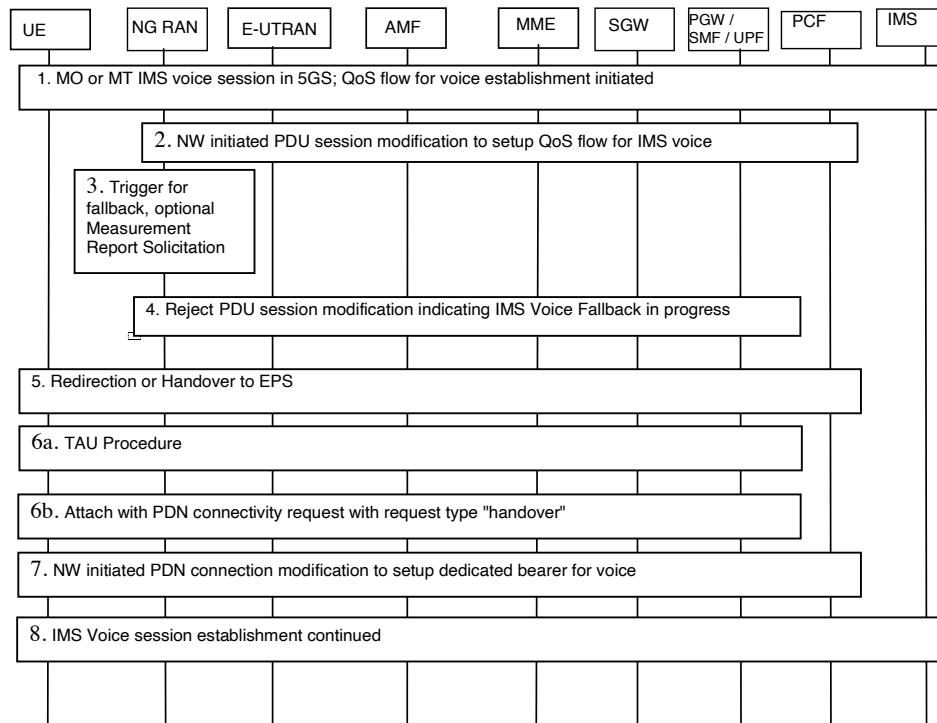 UE
NG RAN
E-UTRAN
AMF
MME
SGW
PGW /
SMF / UPF
PCF
IMS
1. MO or MT IMS voice session in 5GS; QoS flow for voice establishment initiated
2. NW initiated PDU session modification to setup QoS flow for IMS voice
3. Trigger for
fallback, optional
Measurement
Report Solicitation
4. Reject PDU session modification indicating IMS Voice Fallback in progress
5. Redirection or Handover to EPS
6a. TAU Procedure
6b. Attach with PDN connectivity request with request type "handover"
7. NW initiated PDN connection modification to setup dedicated bearer for voice
8. IMS Voice session establishment continued